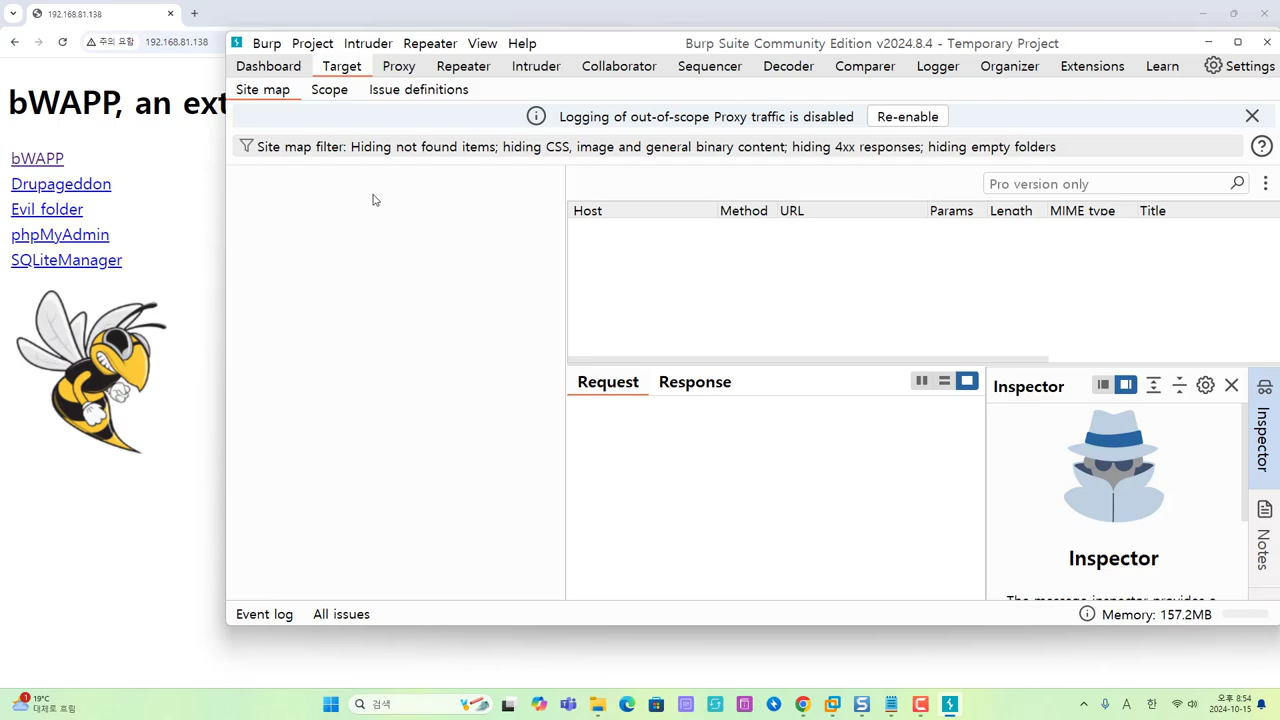 192.168.81.138
주의 요함
192.168.81.138
bWAPP, an ext
bWAPP
Drupageddon
Evil folder
phpMyAdmin
SQLiteManager
Burp Project Intruder Repeater View Help
Burp Suite Community Edition v2024.8.4 - Temporary Project
Dashboard Target Proxy Repeater Intruder Collaborator Sequencer Decoder Comparer Logger Organizer Extensions Learn Settings
Site map Scope Issue definitions
Logging of out-of-scope Proxy traffic is disabled Re-enable
Site map filter: Hiding not found items; hiding CSS, image and general binary content; hiding 4xx responses; hiding empty folders
Pro version only
Host Method URL Params Length MIME type Title
Request Response
Inspector
Inspector
Notes
Inspector
The message inspector provides a
Event log All issues
Memory: 157.2MB
1
19°C
대체로 흐림
검색
A 한
오후 8:54
2024-10-15